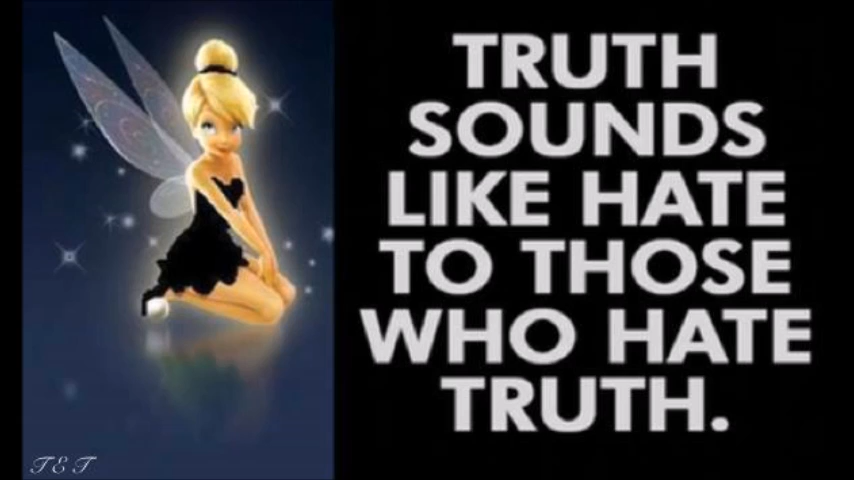 TRUTH
SOUNDS
LIKE HATE
TO THOSE
WHO HATE
TRUTH.
T E T